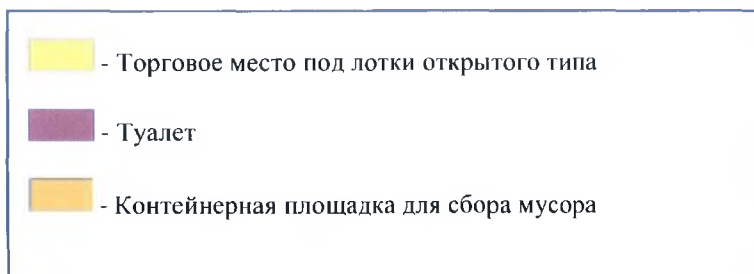 - Торговое место под лотки открытого типа
- Туалет
- Контейнерная площадка для сбора мусора